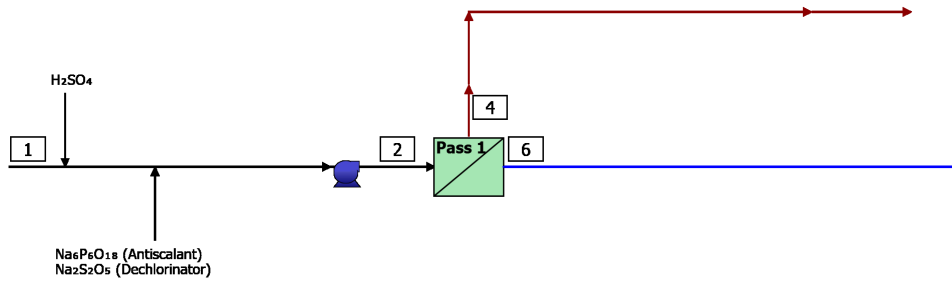 H₂SO₄
4
1
2
Pass 1
6
Na₆P₆O₁₈ (Antiscalant)
Na₂S₂O₅ (Dechlorinator)